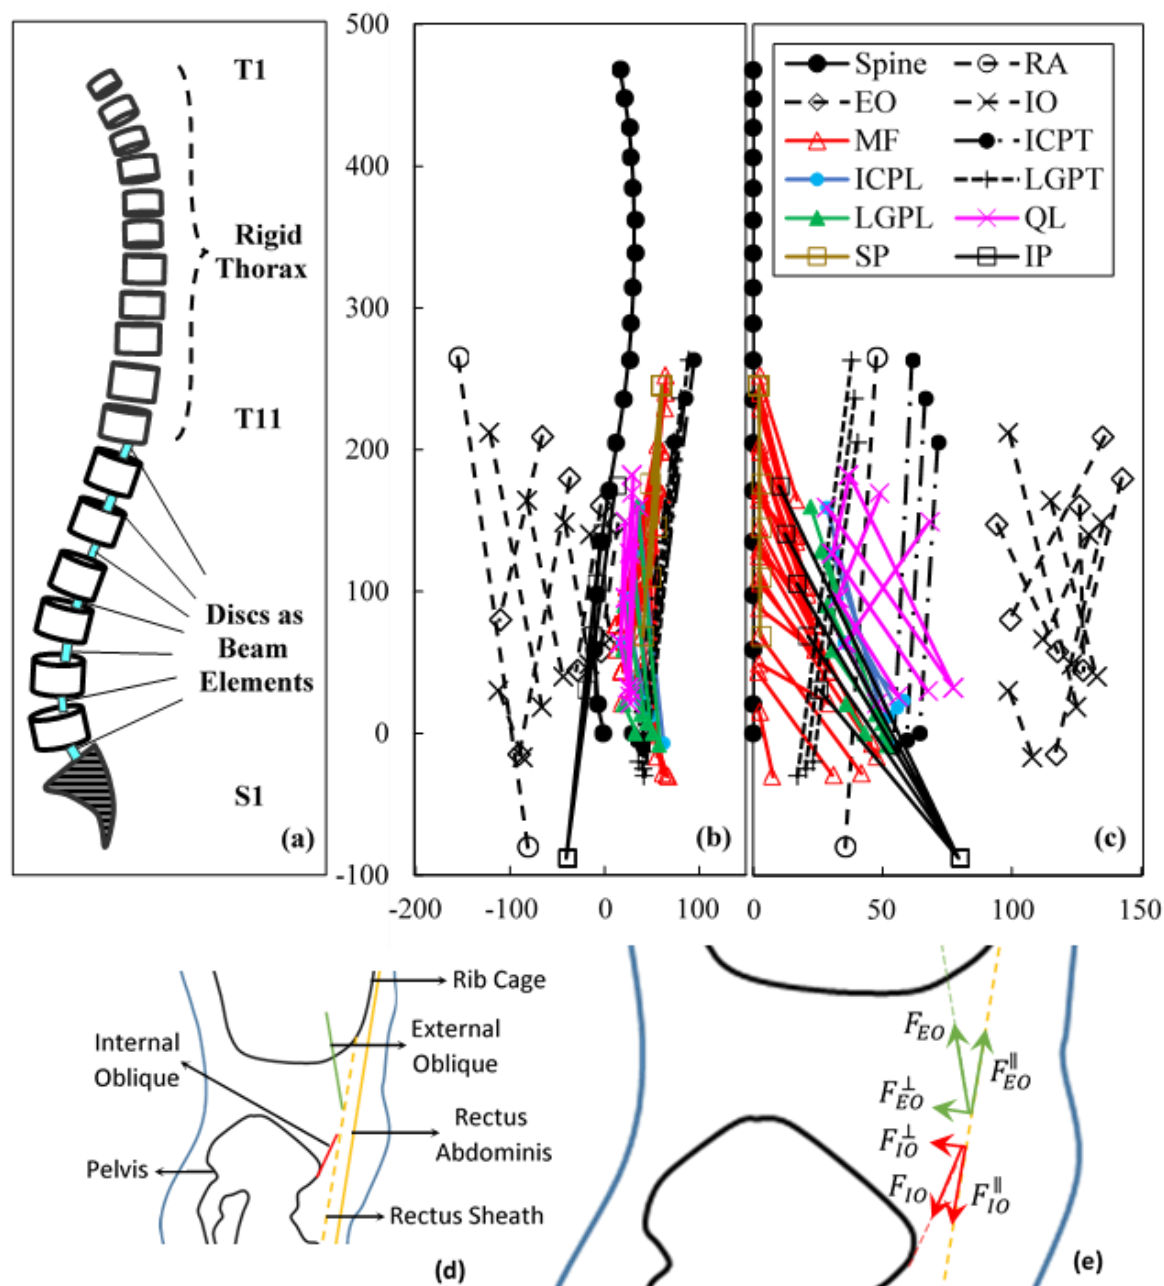 T1
Rigid
Thorax
T11
Discs as
Beam
Elements
S1
(a)
500
400
300
200
100
0
-100
-200 -100 0 100
(b)
Spine RA
EO IO
MF ICPT
ICPL LGPT
LGPL QL
SP IP
(c)
0 50 100 150
Rib Cage
Internal
Oblique
External
Oblique
Rectus
Abdominis
Pelvis
Rectus Sheath
(d)
F_EO
F_EO^∥
F_EO^⊥
F_IO^⊥
F_IO
F_IO^∥
(e)